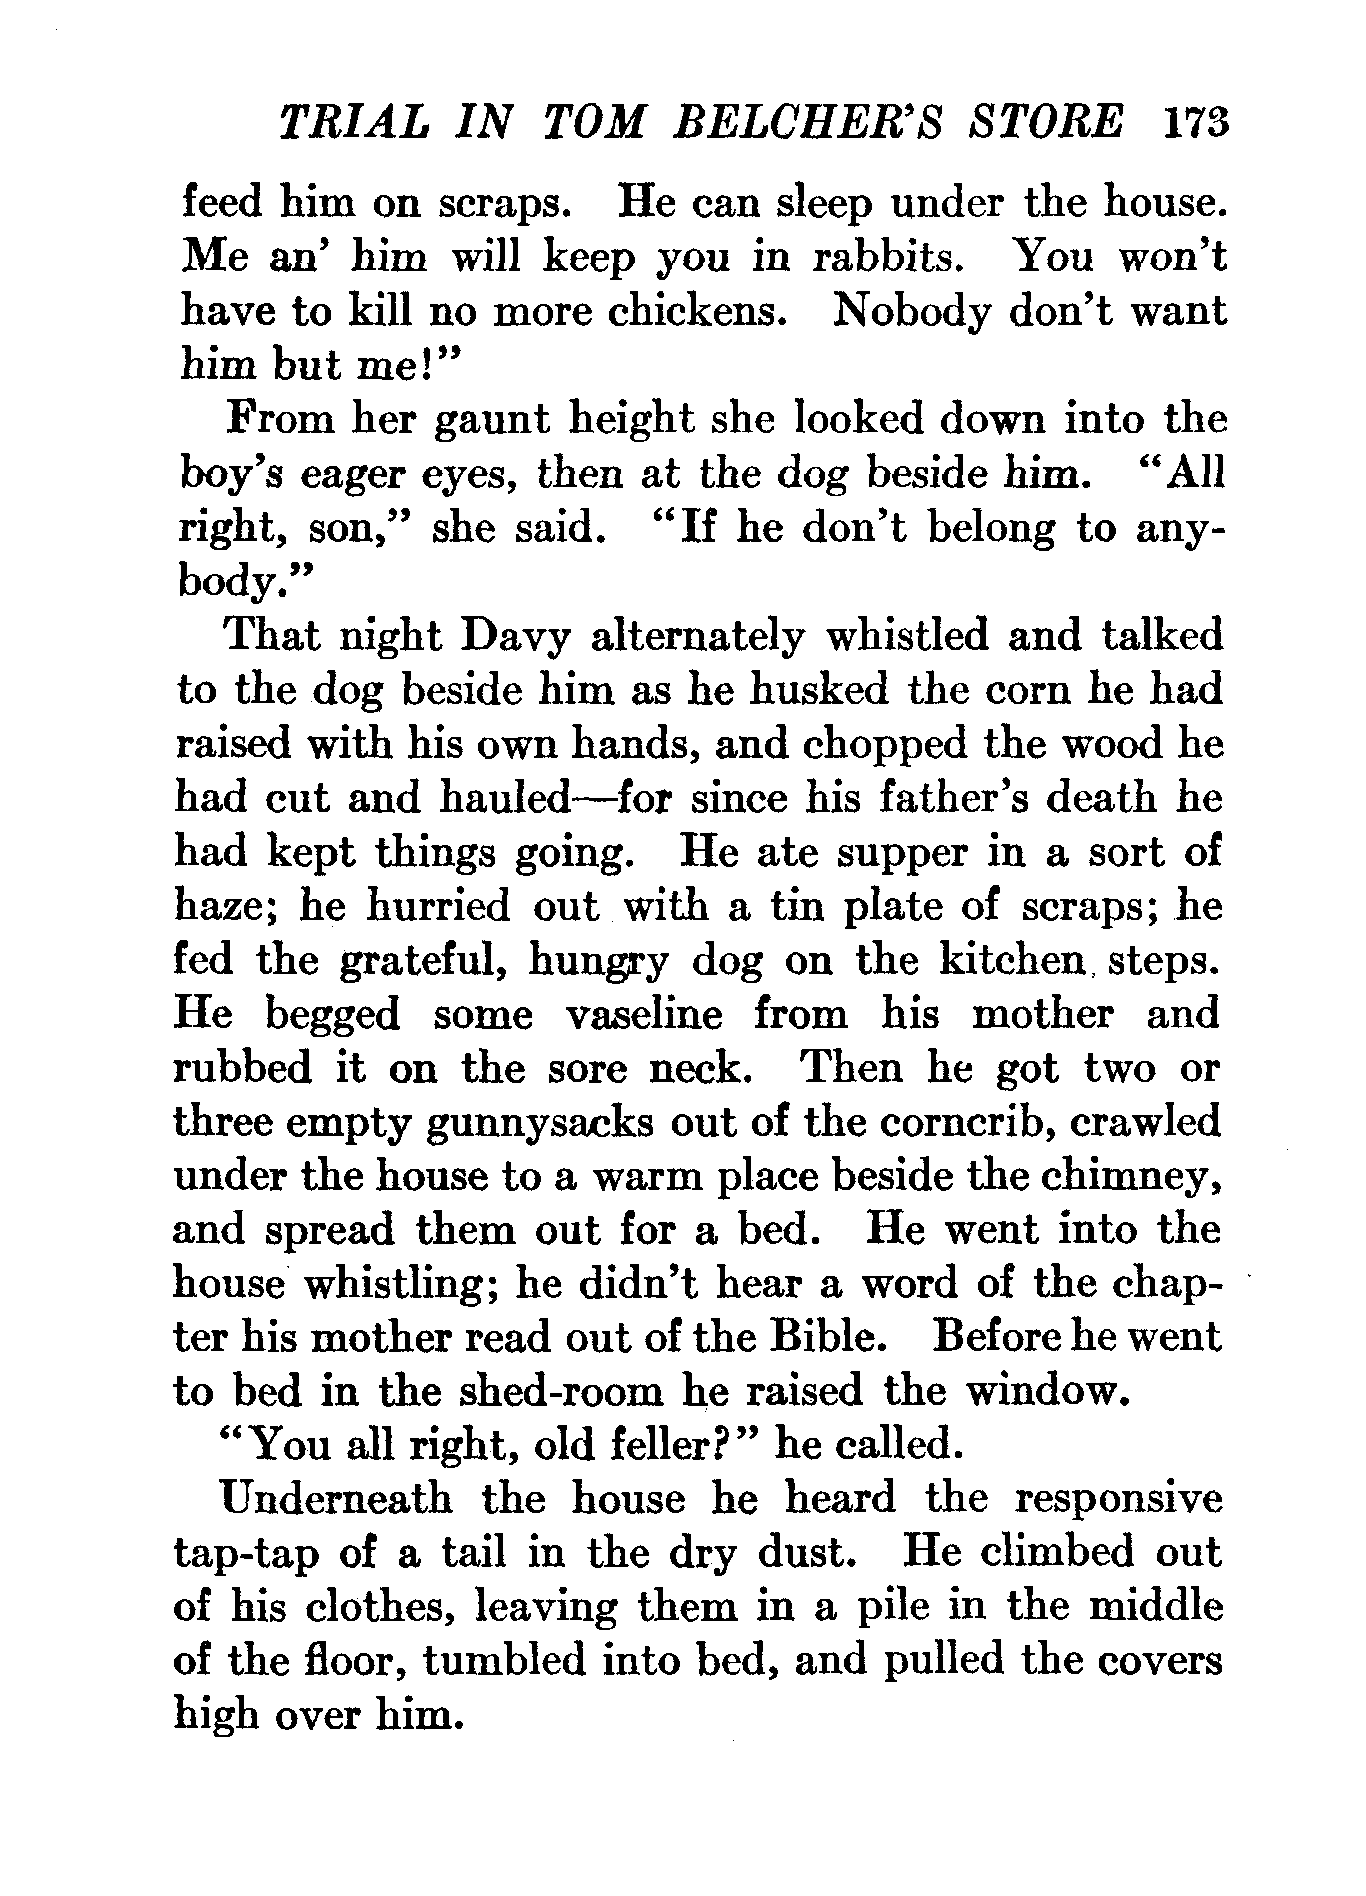 TRIAL IN TOM BELCHER'S STORE 173
feed him on scraps. He can sleep under the house.
Me an' him will keep you in rabbits. You won't
have to kill no more chickens. Nobody don't want
him but me!"
From her gaunt height she looked down into the
boy's eager eyes, then at the dog beside him. "All
right, son," she said. "If he don't belong to any-
body."
That night Davy alternately whistled and talked
to the dog beside him as he husked the corn he had
raised with his own hands, and chopped the wood he
had cut and hauled—for since his father's death he
had kept things going. He ate supper in a sort of
haze; he hurried out with a tin plate of scraps; he
fed the grateful, hungry dog on the kitchen steps.
He begged some vaseline from his mother and
rubbed it on the sore neck. Then he got two or
three empty gunnysacks out of the corncrib, crawled
under the house to a warm place beside the chimney,
and spread them out for a bed. He went into the
house whistling; he didn't hear a word of the chap-
ter his mother read out of the Bible. Before he went
to bed in the shed-room he raised the window.
"You all right, old feller?" he called.
Underneath the house he heard the responsive
tap-tap of a tail in the dry dust. He climbed out
of his clothes, leaving them in a pile in the middle
of the floor, tumbled into bed, and pulled the covers
high over him.